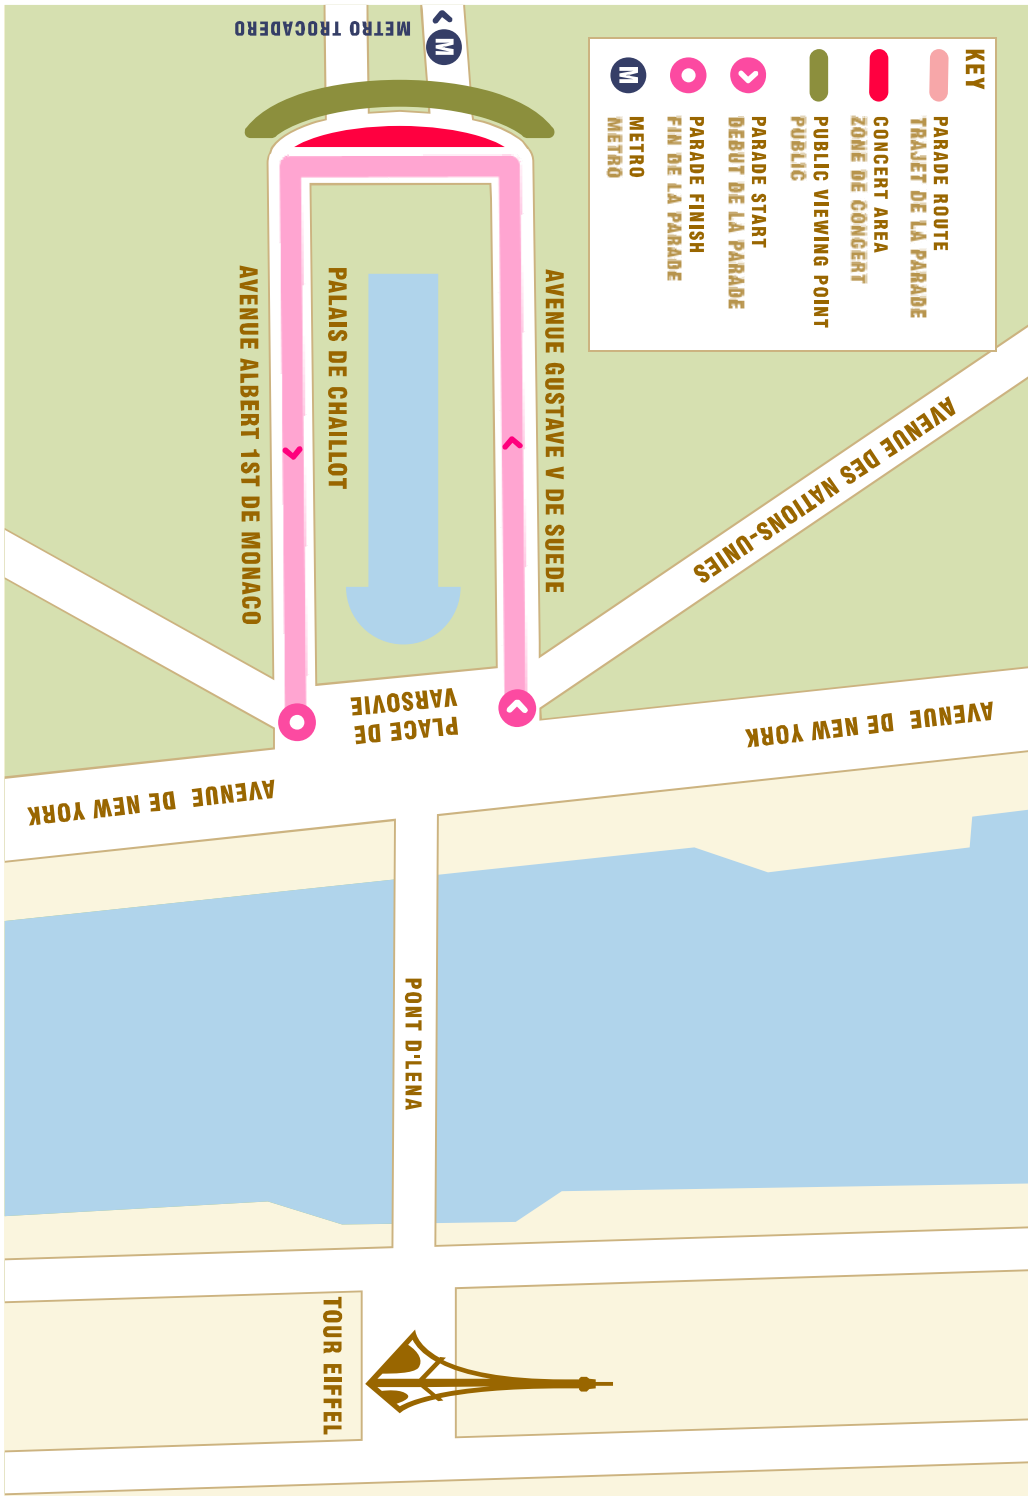 KEY
PARADE ROUTE
TRAJET DE LA PARADE
CONCERT AREA
ZONE DE CONCERT
PUBLIC VIEWING POINT
PUBLIC
PARADE START
DEBUT DE LA PARADE
PARADE FINISH
FIN DE LA PARADE
M
METRO
METRO
M
METRO TROCADERO
AVENUE ALBERT 1ST DE MONACO
PALAIS DE CHAILLOT
AVENUE GUSTAVE V DE SUEDE
AVENUE DES NATIONS-UNIES
PLACE DE
VARSOVIE
AVENUE DE NEW YORK
AVENUE DE NEW YORK
PONT D'LENA
TOUR EIFFEL